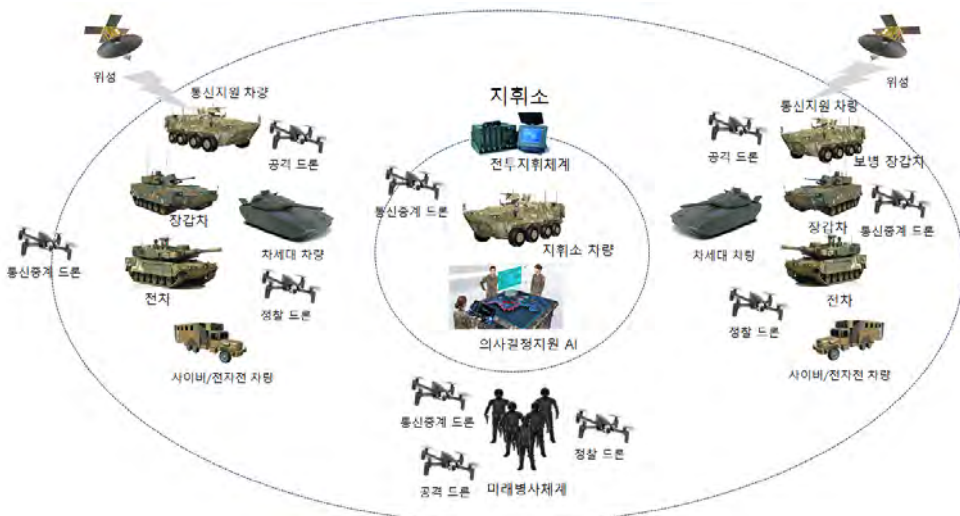 위성
통신지원 차량
공격 드론
장갑차
차세대 차량
통신중계 드론
전차
정찰 드론
사이버/전자전 차량
지휘소
전투지휘체계
통신중계 드론
지휘소 차량
의사결정지원 AI
통신중계 드론
정찰 드론
공격 드론
미래병사체계
위성
통신지원 차량
공격 드론
보병 장갑차
장갑차
통신중계 드론
차세대 차량
전차
정찰 드론
사이버/전자전 차량